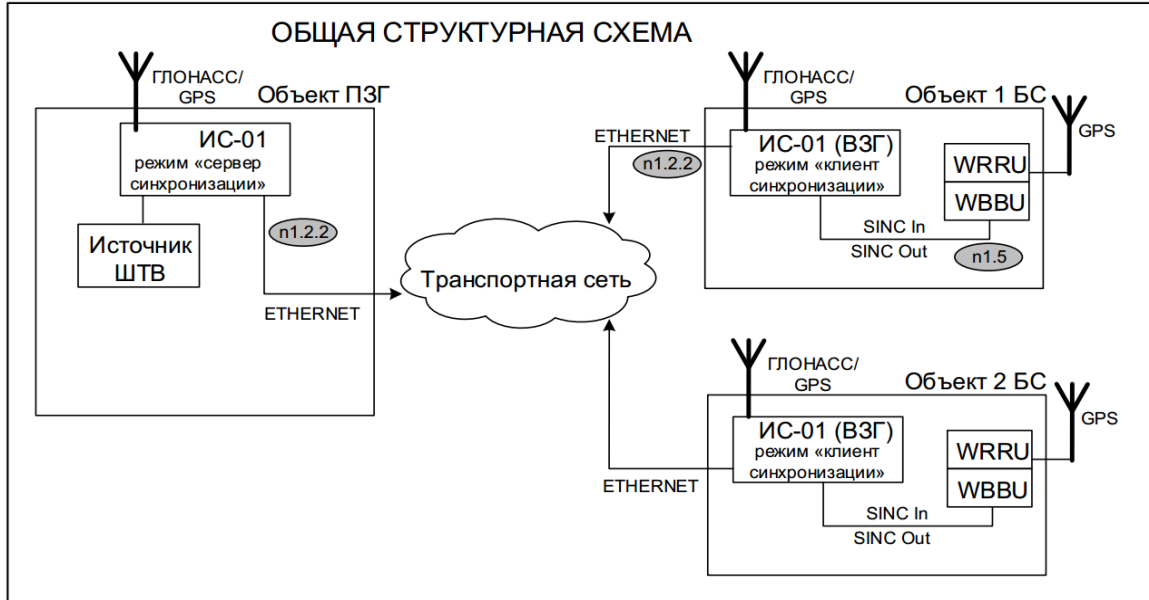 ОБЩАЯ СТРУКТУРНАЯ СХЕМА
ГЛОНАСС/
GPS
Объект ПЗГ
ИС-01
режим «сервер
синхронизации»
Источник
ШТВ
n1.2.2
ETHERNET
Транспортная сеть
ГЛОНАСС/
GPS
Объект 1 БС
GPS
ETHERNET
n1.2.2
ИС-01 (ВЗГ)
режим «клиент
синхронизации»
WRRU
WBBU
SINC In
SINC Out
n1.5
ГЛОНАСС/
GPS
Объект 2 БС
GPS
ИС-01 (ВЗГ)
режим «клиент
синхронизации»
WRRU
WBBU
ETHERNET
SINC In
SINC Out